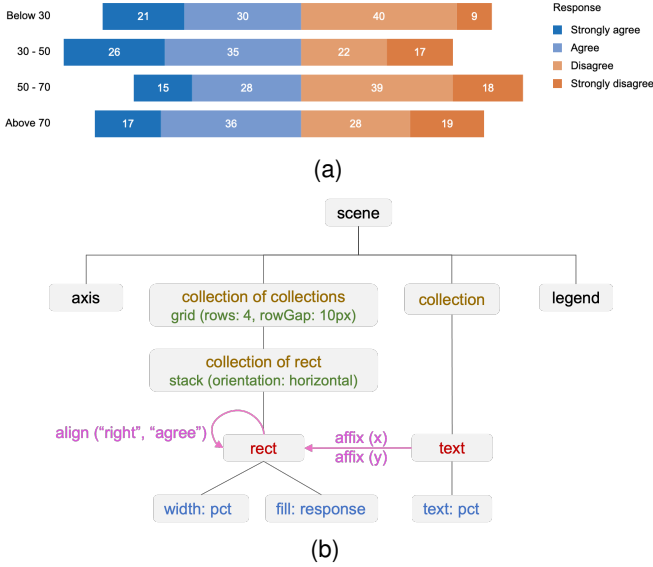 Below 30 21 30 40 9
30 - 50 26 35 22 17
50 - 70 15 28 39 18
Above 70 17 36 28 19
Response
Strongly agree
Agree
Disagree
Strongly disagree
(a)
scene
axis
collection of collections
grid (rows: 4, rowGap: 10px)
collection
legend
collection of rect
stack (orientation: horizontal)
align (“right”, “agree”)
rect
affix (x)
affix (y)
text
width: pct
fill: response
text: pct
(b)